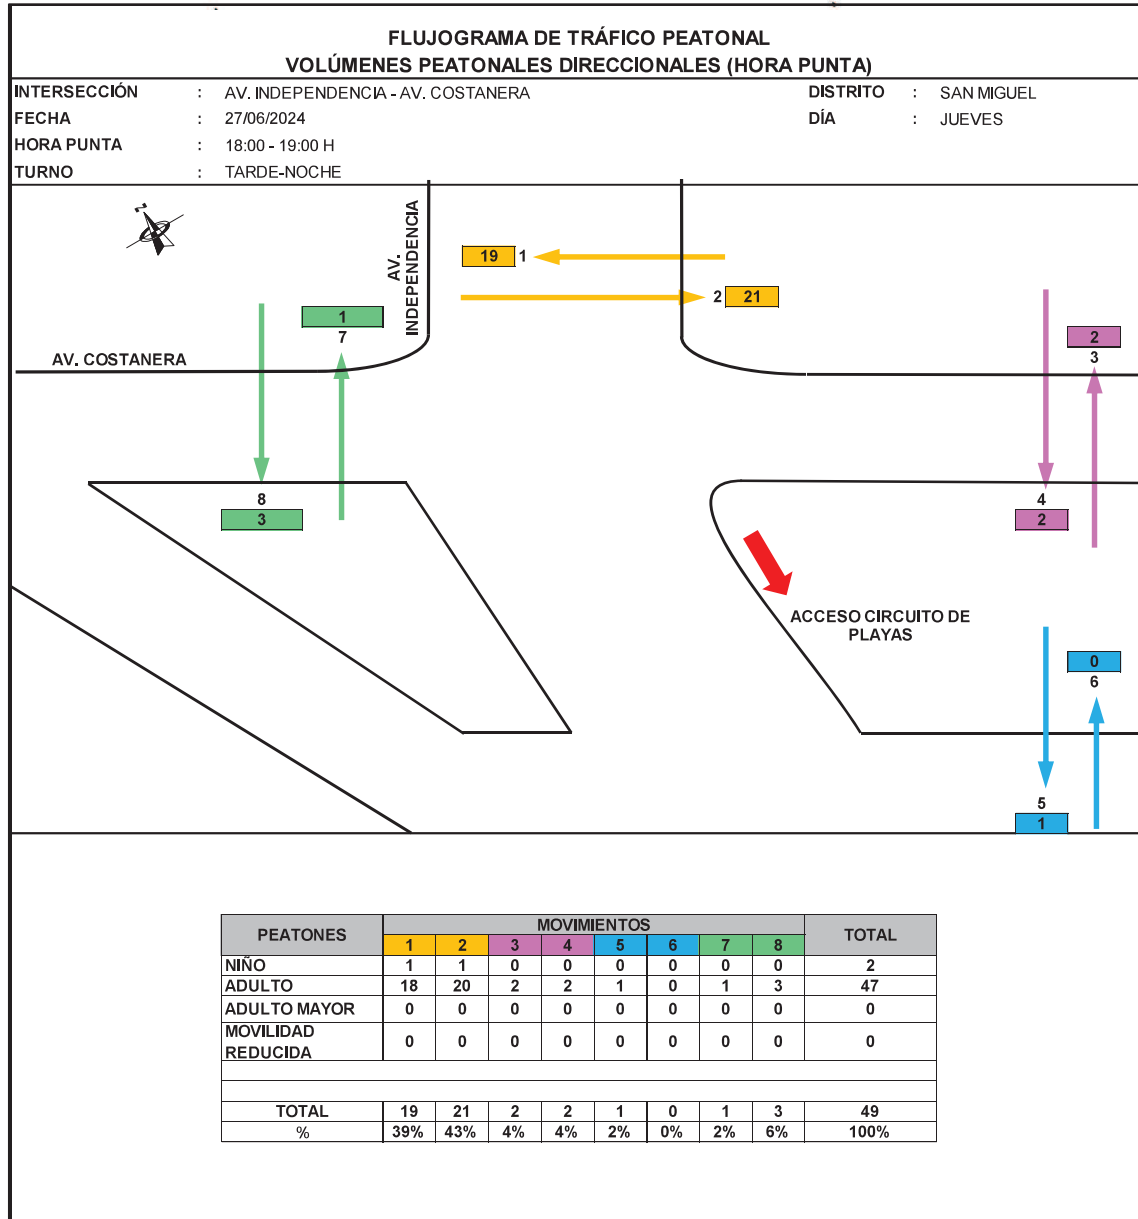 FLUJOGRAMA DE TRÁFICO PEATONAL
VOLÚMENES PEATONALES DIRECCIONALES (HORA PUNTA)
INTERSECCIÓN : AV. INDEPENDENCIA - AV. COSTANERA DISTRITO : SAN MIGUEL
FECHA : 27/06/2024 DÍA : JUEVES
HORA PUNTA : 18:00 - 19:00 H
TURNO : TARDE-NOCHE
AV.
INDEPENDENCIA
19 1
2 21
1
7
2
3
AV. COSTANERA
8
3
4
2
ACCESO CIRCUITO DE
PLAYAS
0
6
5
1
PEATONES MOVIMIENTOS TOTAL
1 2 3 4 5 6 7 8
NIÑO 1 1 0 0 0 0 0 0 2
ADULTO 18 20 2 2 1 0 1 3 47
ADULTO MAYOR 0 0 0 0 0 0 0 0 0
MOVILIDAD
REDUCIDA 0 0 0 0 0 0 0 0 0
TOTAL 19 21 2 2 1 0 1 3 49
% 39% 43% 4% 4% 2% 0% 2% 6% 100%